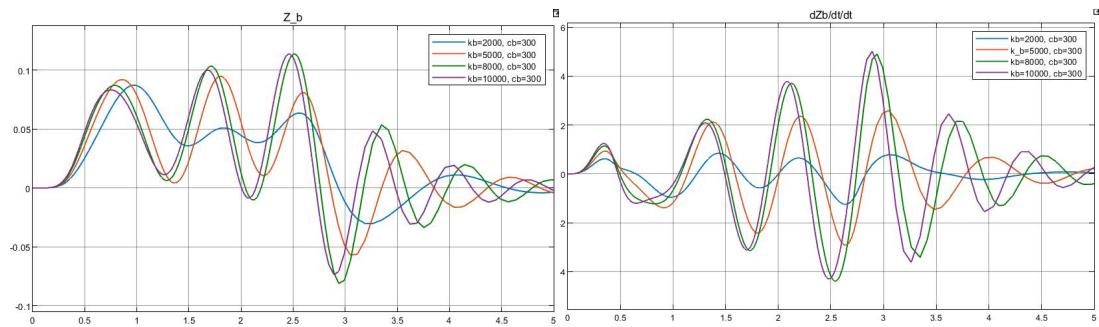 Z_b
kb=2000, cb=300
kb=5000, cb=300
kb=8000, cb=300
kb=10000, cb=300
0.1
0.05
0
-0.05
-0.1
0 0.5 1 1.5 2 2.5 3 3.5 4 4.5 5
dZb/dt/dt
kb=2000, cb=300
k_b=5000, cb=300
kb=8000, cb=300
kb=10000, cb=300
6
4
2
0
2
4
0 0.5 1 1.5 2 2.5 3 3.5 4 4.5 5